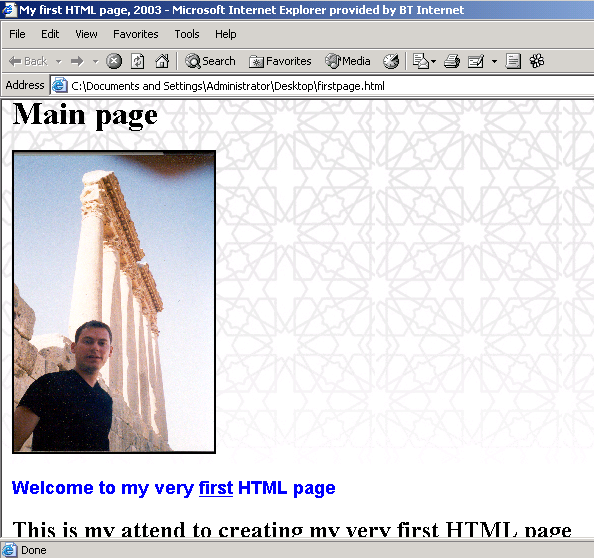 My first HTML page, 2003 - Microsoft Internet Explorer provided by BT Internet
File Edit View Favorites Tools Help
Back Search Favorites Media
Address C:\Documents and Settings\Administrator\Desktop\firstpage.html
Main page
Welcome to my very first HTML page
This is my attend to creating my very first HTML page
Done